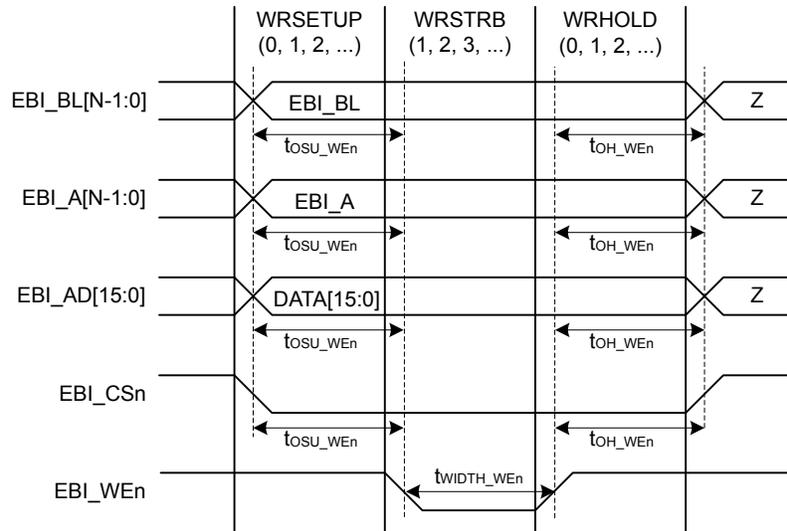 WRSETUP WRSTRB WRHOLD
(0, 1, 2, ...) (1, 2, 3, ...) (0, 1, 2, ...)
EBI_BL[N-1:0] EBI_BL Z
tOSU_WEn tOH_WEn
EBI_A[N-1:0] EBI_A Z
tOSU_WEn tOH_WEn
EBI_AD[15:0] DATA[15:0] Z
tOSU_WEn tOH_WEn
EBI_CSn
tOSU_WEn tOH_WEn
EBI_WEn tWIDTH_WEn